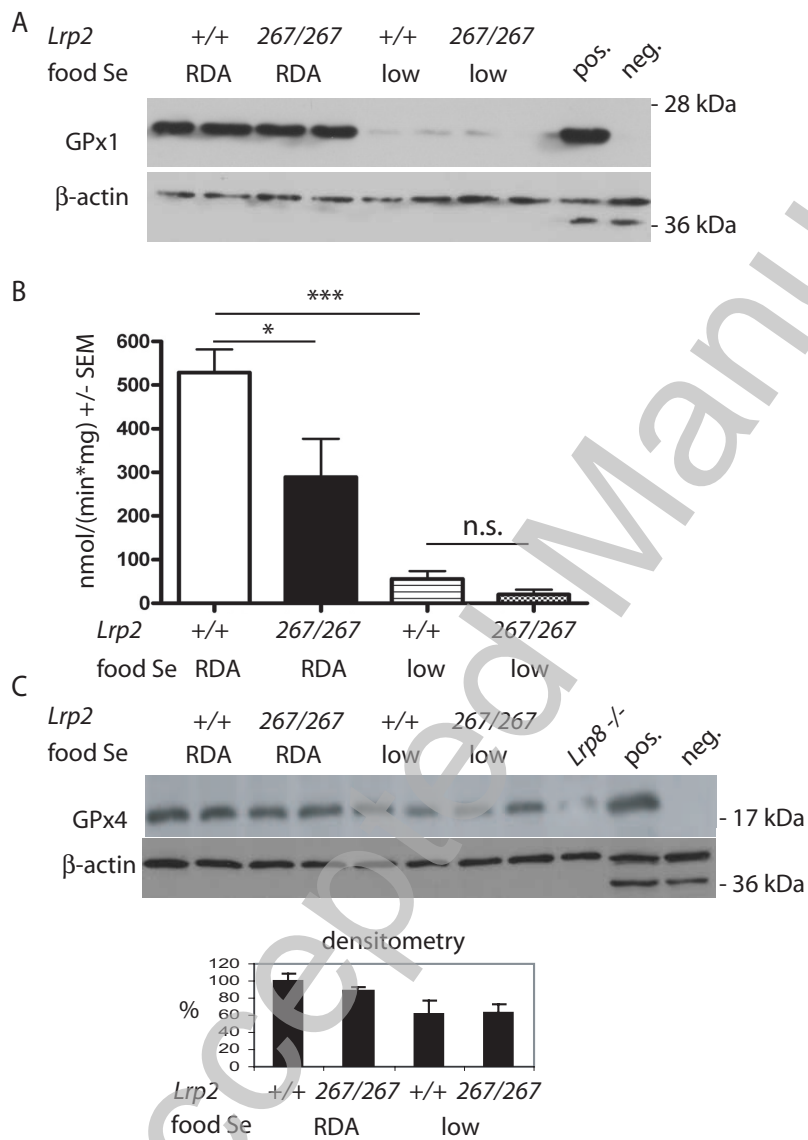 A
Lrp2 +/+ 267/267 +/+ 267/267
food Se RDA RDA low low pos. neg.
- 28 kDa
GPx1
β-actin
- 36 kDa
B
***
*
n.s.
nmol/(min*mg) +/- SEM
600
500
400
300
200
100
0
Lrp2 +/+ 267/267 +/+ 267/267
food Se RDA RDA low low
C
Lrp2 +/+ 267/267 +/+ 267/267
food Se RDA RDA low low Lrp8 -/- pos. neg.
GPx4 - 17 kDa
β-actin
- 36 kDa
densitometry
%
120
100
80
60
40
20
0
Lrp2 +/+ 267/267 +/+ 267/267
food Se RDA low
ccepted Manu